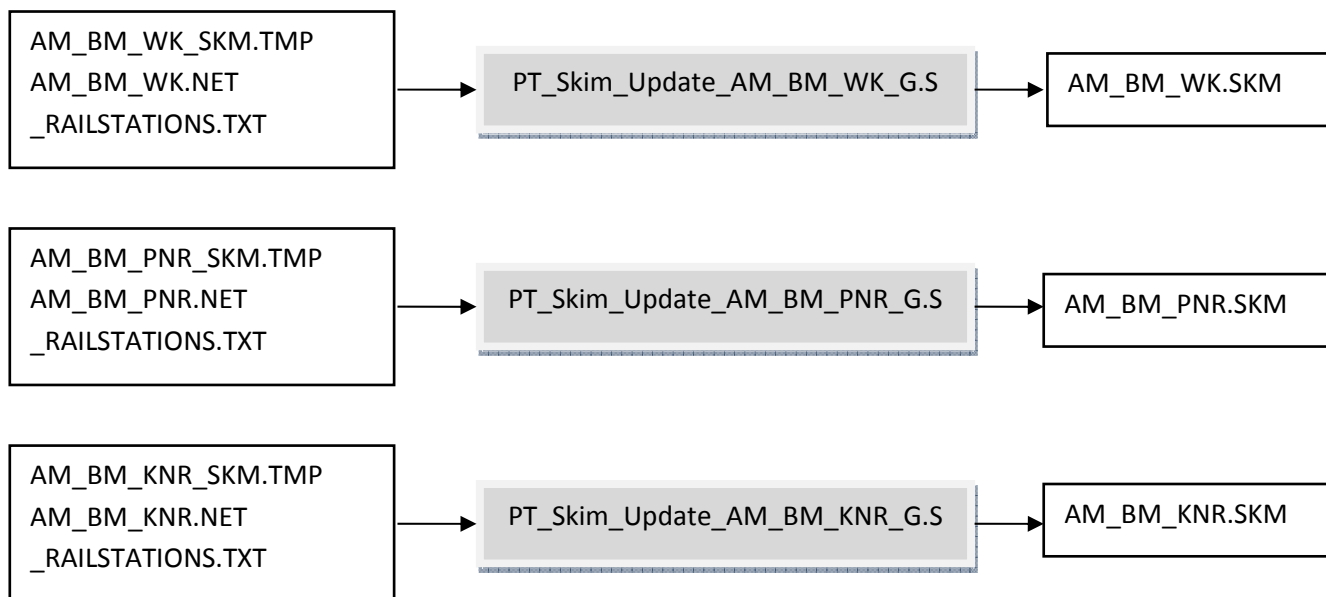 AM_BM_WK_SKM.TMP
AM_BM_WK.NET
_RAILSTATIONS.TXT
PT_Skim_Update_AM_BM_WK_G.S
AM_BM_WK.SKM
AM_BM_PNR_SKM.TMP
AM_BM_PNR.NET
_RAILSTATIONS.TXT
PT_Skim_Update_AM_BM_PNR_G.S
AM_BM_PNR.SKM
AM_BM_KNR_SKM.TMP
AM_BM_KNR.NET
_RAILSTATIONS.TXT
PT_Skim_Update_AM_BM_KNR_G.S
AM_BM_KNR.SKM